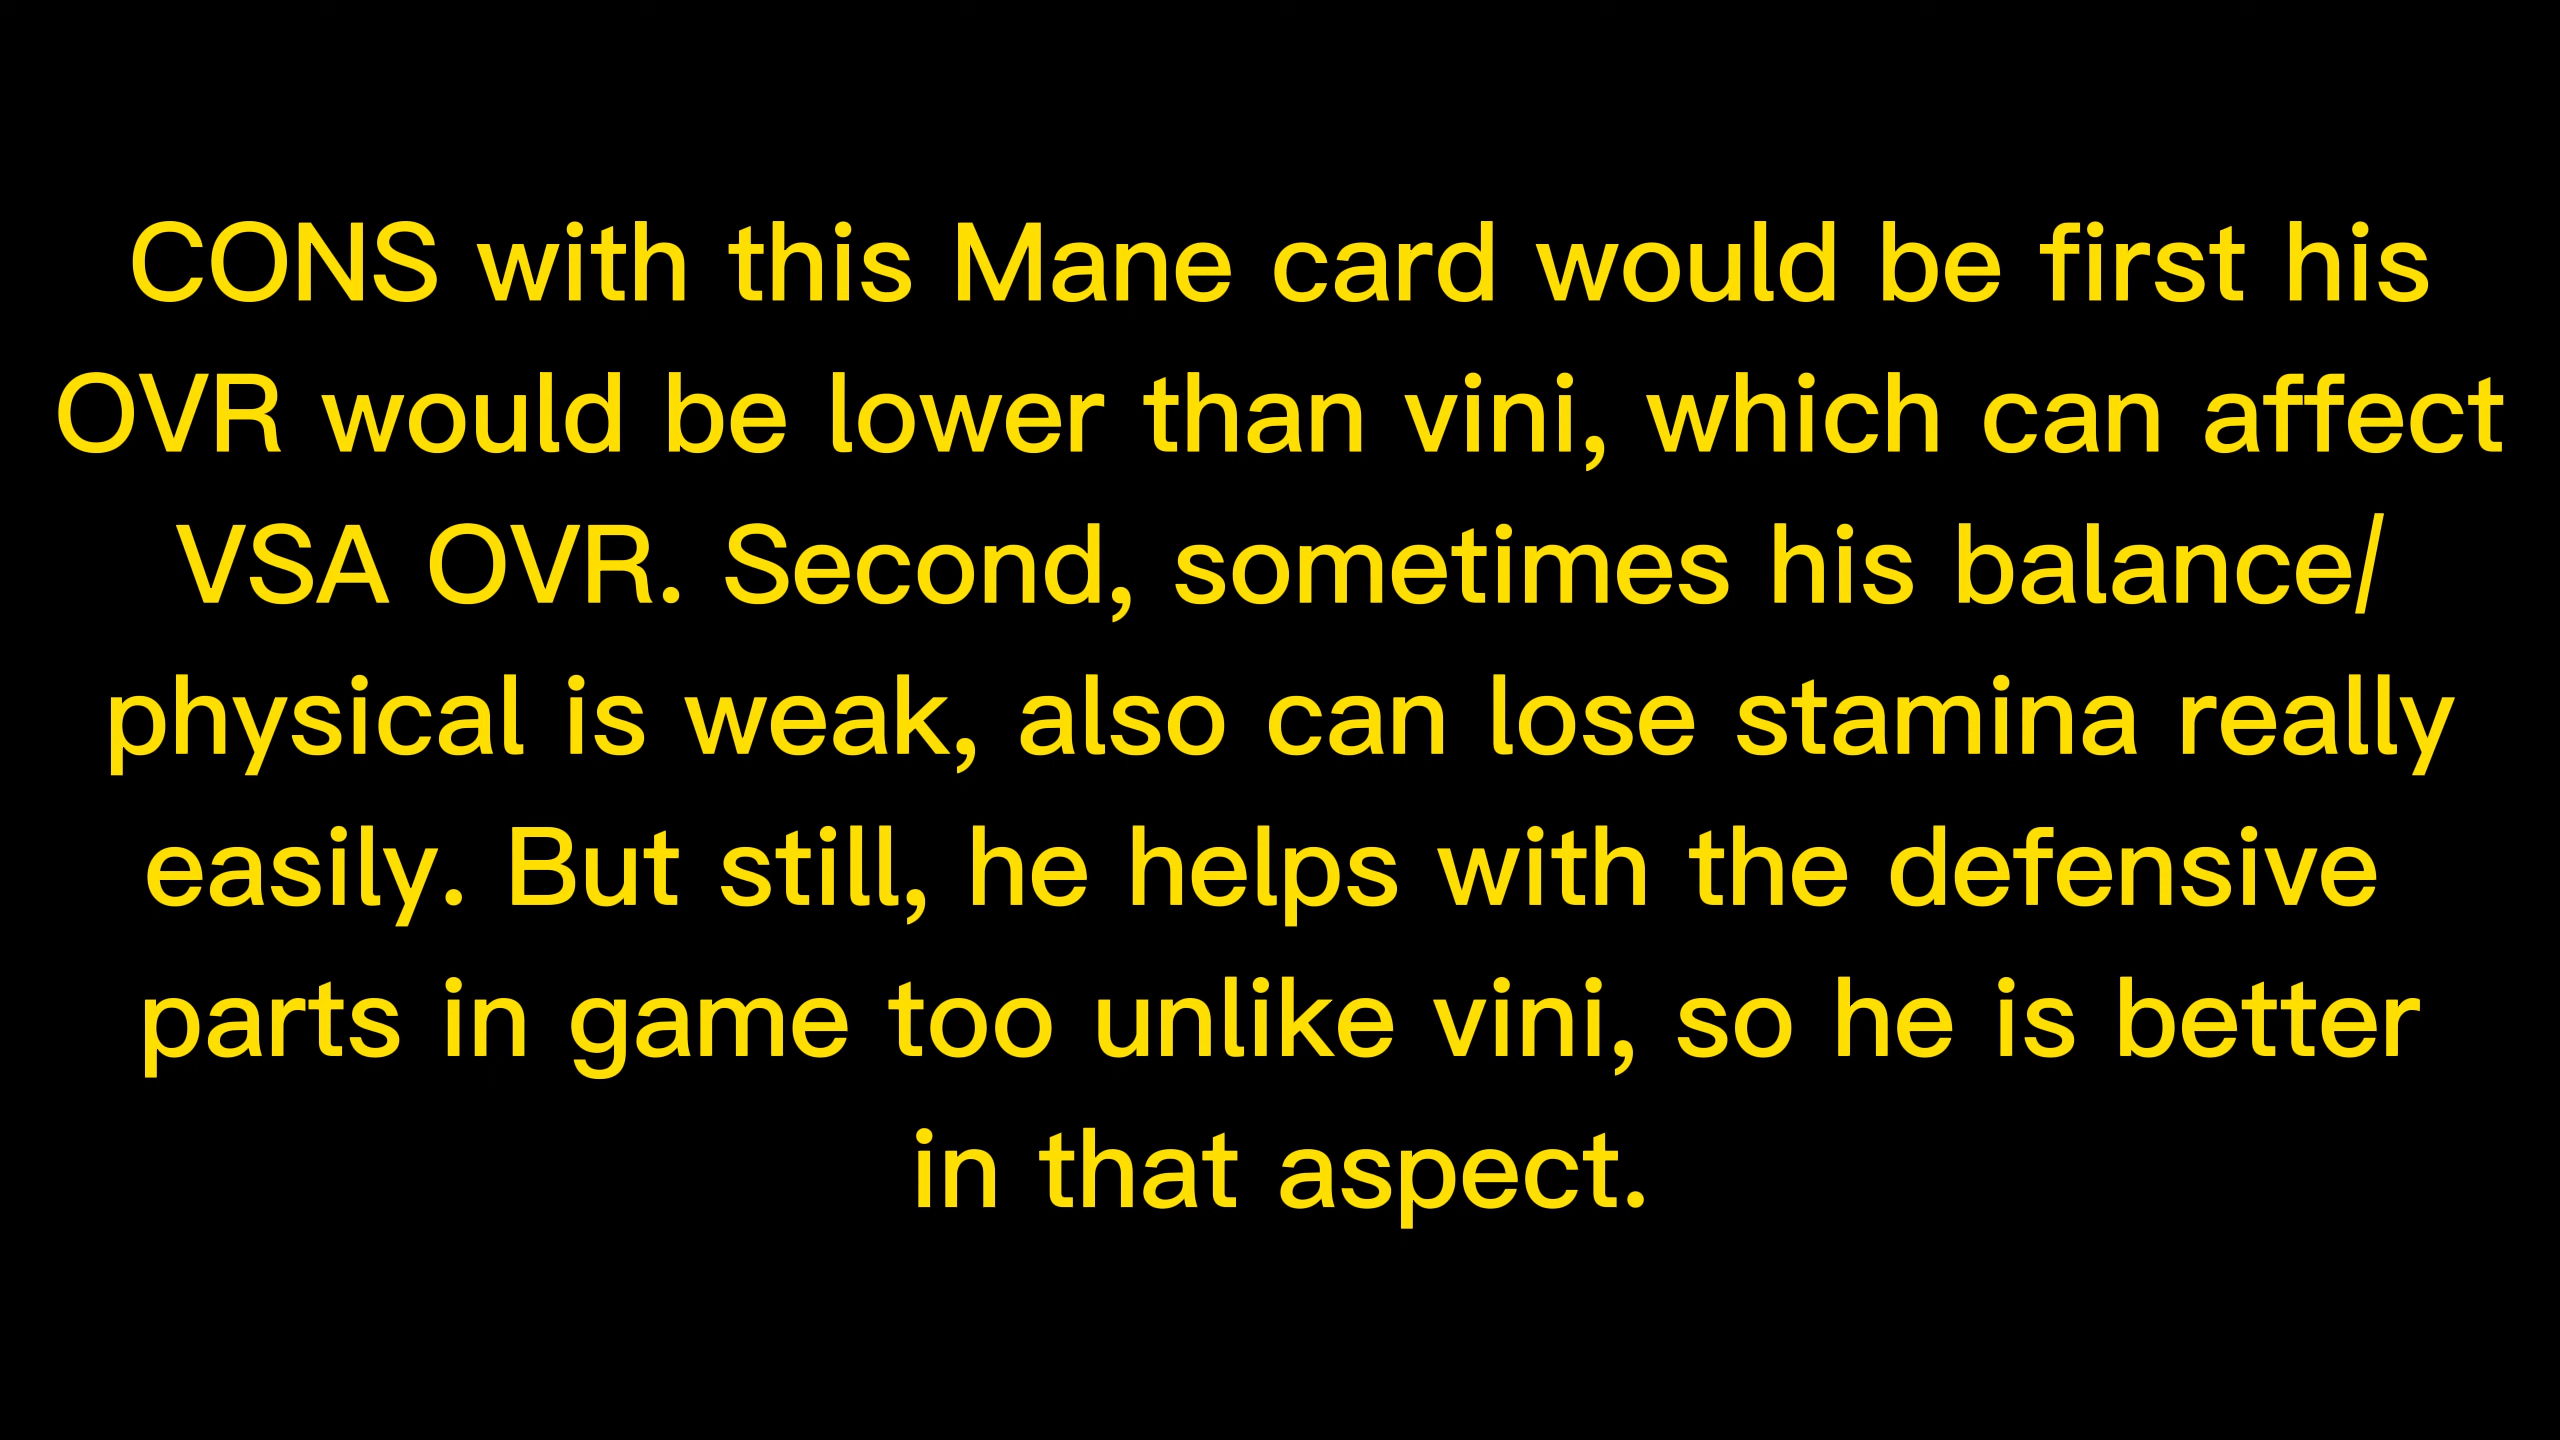 CONS with this Mane card would be first his
OVR would be lower than vini, which can affect
VSA OVR. Second, sometimes his balance/
physical is weak, also can lose stamina really
easily. But still, he helps with the defensive
parts in game too unlike vini, so he is better
in that aspect.